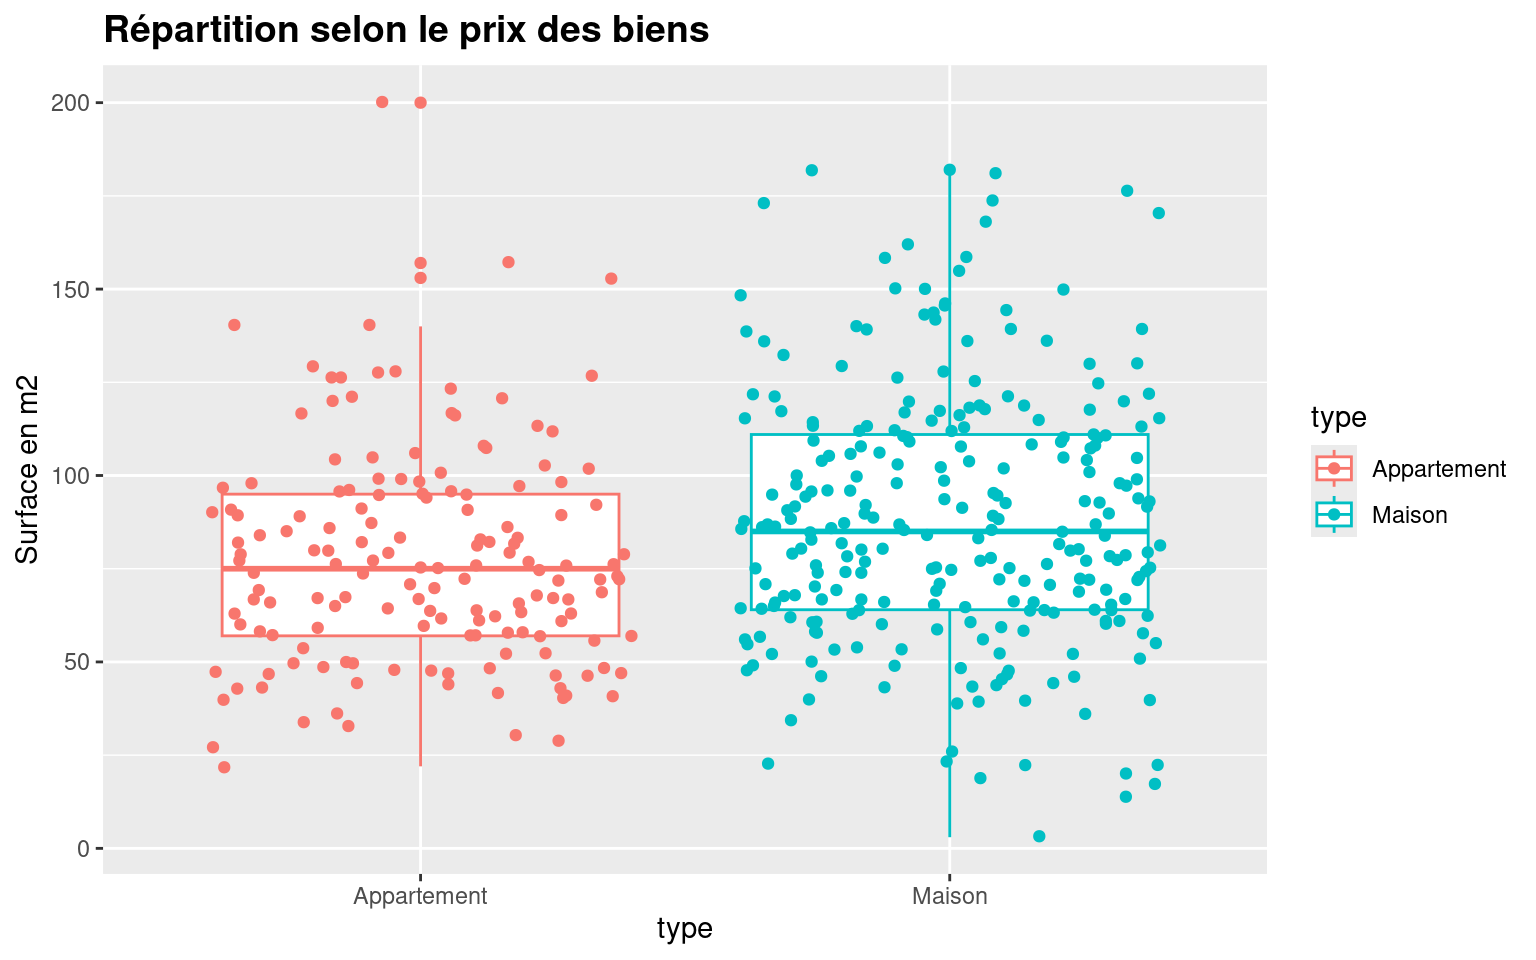 Répartition selon le prix des biens
Surface en m2
200
150
100
50
0
Appartement
Maison
type
type
Appartement
Maison